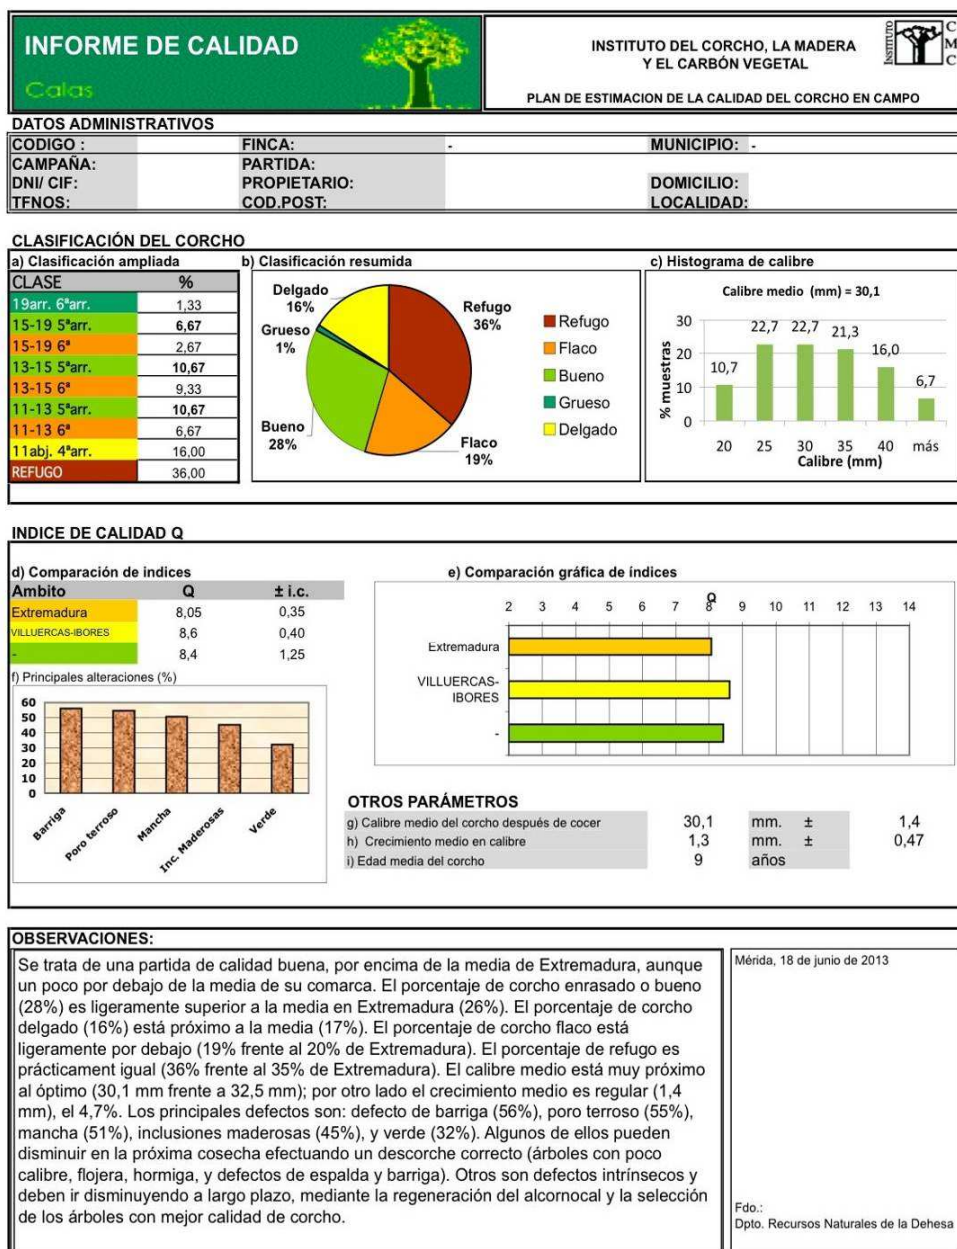 INFORME DE CALIDAD
Calas
INSTITUTO DEL CORCHO, LA MADERA
Y EL CARBÓN VEGETAL
INSTITUTO
C
M
C
PLAN DE ESTIMACION DE LA CALIDAD DEL CORCHO EN CAMPO
DATOS ADMINISTRATIVOS
CODIGO : FINCA: - MUNICIPIO: -
CAMPAÑA: PARTIDA:
DNI/ CIF: PROPIETARIO: DOMICILIO:
TFNOS: COD.POST: LOCALIDAD:
CLASIFICACIÓN DEL CORCHO
a) Clasificación ampliada
CLASE %
19arr. 6ªarr. 1,33
15-19 5ªarr. 6,67
15-19 6ª 2,67
13-15 5ªarr. 10,67
13-15 6ª 9,33
11-13 5ªarr. 10,67
11-13 6ª 6,67
11abj. 4ªarr. 16,00
REFUGO 36,00
b) Clasificación resumida
Delgado
16%
Grueso
1%
Bueno
28%
Refugo
36%
Flaco
19%
Refugo
Flaco
Bueno
Grueso
Delgado
c) Histograma de calibre
Calibre medio (mm) = 30,1
% muestras
30
20
10
0
10,7 22,7 22,7 21,3 16,0 6,7
20 25 30 35 40 más
Calibre (mm)
INDICE DE CALIDAD Q
d) Comparación de indices
Ambito Q ± i.c.
Extremadura 8,05 0,35
VILLUERCAS-IBORES 8,6 0,40
- 8,4 1,25
e) Comparación gráfica de índices
Q
2 3 4 5 6 7 8 9 10 11 12 13 14
Extremadura
VILLUERCAS-
IBORES
-
f) Principales alteraciones (%)
60
50
40
30
20
10
0
Barriga
Poro terroso
Mancha
Inc. Maderosas
Verde
OTROS PARÁMETROS
g) Calibre medio del corcho después de cocer 30,1 mm. ± 1,4
h) Crecimiento medio en calibre 1,3 mm. ± 0,47
i) Edad media del corcho 9 años
OBSERVACIONES:
Se trata de una partida de calidad buena, por encima de la media de Extremadura, aunque
un poco por debajo de la media de su comarca. El porcentaje de corcho enrasado o bueno
(28%) es ligeramente superior a la media en Extremadura (26%). El porcentaje de corcho
delgado (16%) está próximo a la media (17%). El porcentaje de corcho flaco está
ligeramente por debajo (19% frente al 20% de Extremadura). El porcentaje de refugo es
prácticament igual (36% frente al 35% de Extremadura). El calibre medio está muy próximo
al óptimo (30,1 mm frente a 32,5 mm); por otro lado el crecimiento medio es regular (1,4
mm), el 4,7%. Los principales defectos son: defecto de barriga (56%), poro terroso (55%),
mancha (51%), inclusiones maderosas (45%), y verde (32%). Algunos de ellos pueden
disminuir en la próxima cosecha efectuando un descorche correcto (árboles con poco
calibre, flojera, hormiga, y defectos de espalda y barriga). Otros son defectos intrínsecos y
deben ir disminuyendo a largo plazo, mediante la regeneración del alcornocal y la selección
de los árboles con mejor calidad de corcho.
Mérida, 18 de junio de 2013
Fdo.:
Dpto. Recursos Naturales de la Dehesa